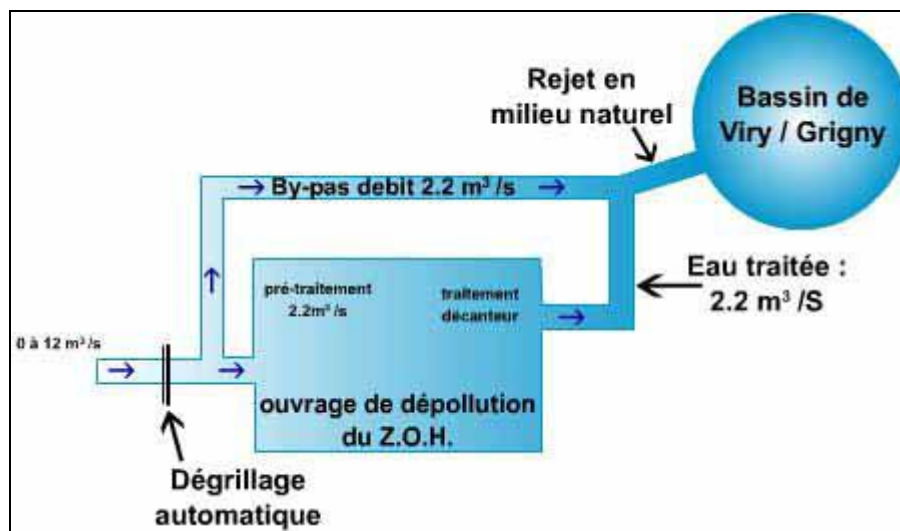 Rejet en
milieu naturel
Bassin de
Viry / Grigny
By-pas debit 2.2 m³ /s
pré-traitement
2.2m³ /s
traitement
décanteur
Eau traitée :
2.2 m³ /S
0 à 12 m³ /s
ouvrage de dépollution
du Z.O.H.
Dégrillage
automatique